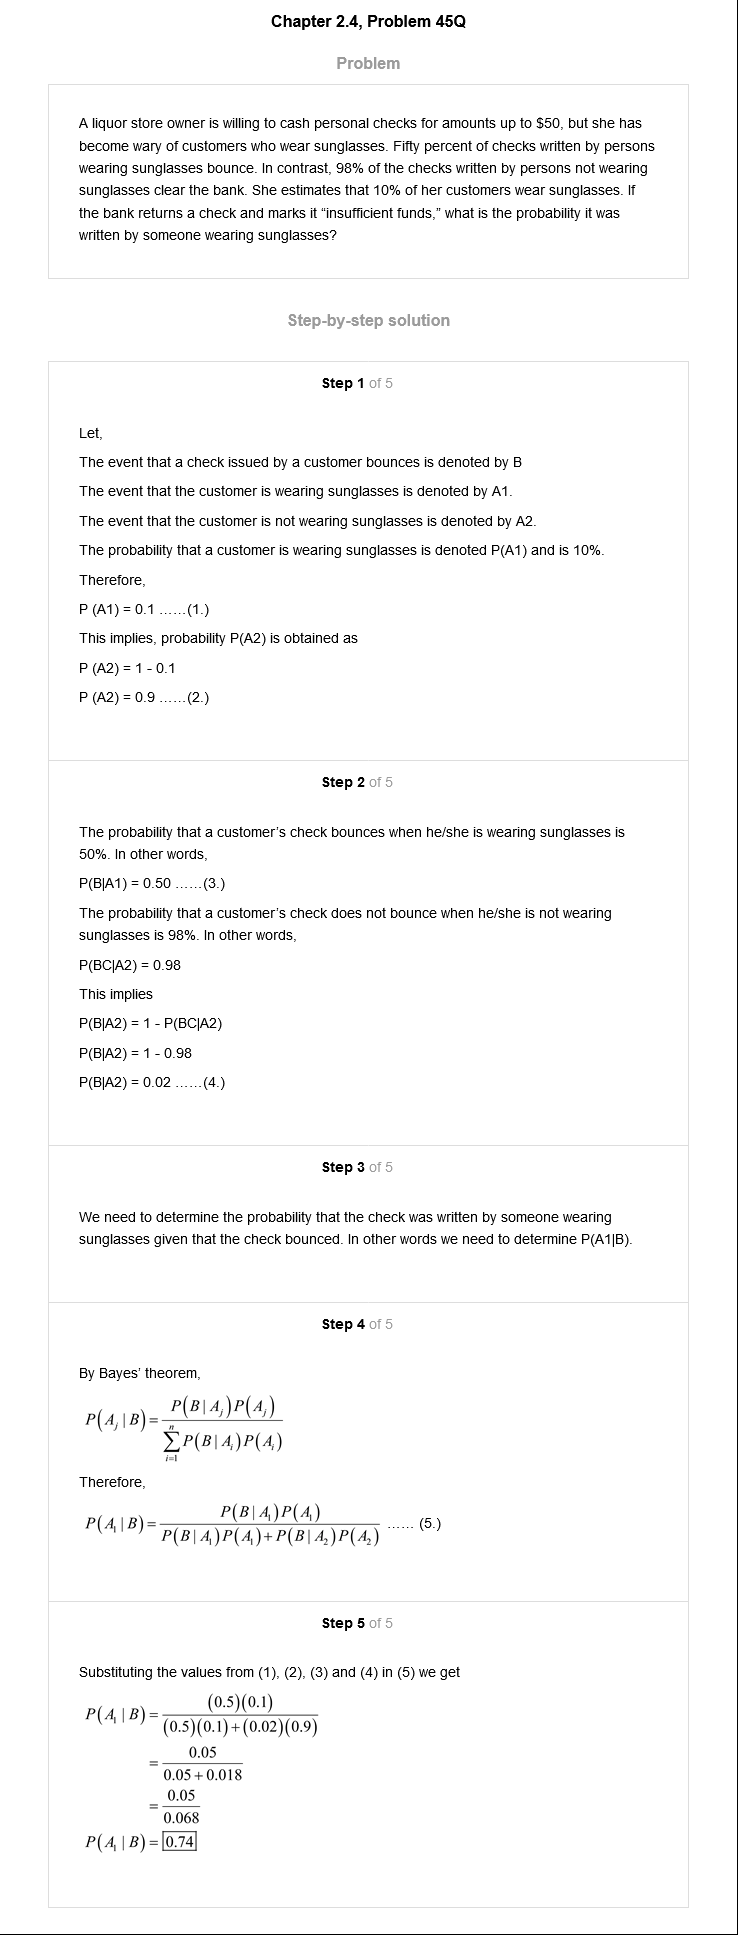 Chapter 2.4, Problem 45Q
Problem
A liquor store owner is willing to cash personal checks for amounts up to $50, but she has
become wary of customers who wear sunglasses. Fifty percent of checks written by persons
wearing sunglasses bounce. In contrast, 98% of the checks written by persons not wearing
sunglasses clear the bank. She estimates that 10% of her customers wear sunglasses. If
the bank returns a check and marks it “insufficient funds,” what is the probability it was
written by someone wearing sunglasses?
Step-by-step solution
Step 1 of 5
Let,
The event that a check issued by a customer bounces is denoted by B
The event that the customer is wearing sunglasses is denoted by A1.
The event that the customer is not wearing sunglasses is denoted by A2.
The probability that a customer is wearing sunglasses is denoted P(A1) and is 10%.
Therefore,
P (A1) = 0.1 ……(1.)
This implies, probability P(A2) is obtained as
P (A2) = 1 - 0.1
P (A2) = 0.9 ……(2.)
Step 2 of 5
The probability that a customer’s check bounces when he/she is wearing sunglasses is
50%. In other words,
P(B|A1) = 0.50 ……(3.)
The probability that a customer’s check does not bounce when he/she is not wearing
sunglasses is 98%. In other words,
P(BC|A2) = 0.98
This implies
P(B|A2) = 1 - P(BC|A2)
P(B|A2) = 1 - 0.98
P(B|A2) = 0.02 ……(4.)
Step 3 of 5
We need to determine the probability that the check was written by someone wearing
sunglasses given that the check bounced. In other words we need to determine P(A1|B).
Step 4 of 5
By Bayes’ theorem,
P(A_j | B) = P(B | A_j)P(A_j) / ∑_{i=1}^{n} P(B | A_i)P(A_i)
Therefore,
P(A_1 | B) = P(B | A_1)P(A_1) / P(B | A_1)P(A_1) + P(B | A_2)P(A_2) …… (5.)
Step 5 of 5
Substituting the values from (1), (2), (3) and (4) in (5) we get
P(A_1 | B) = (0.5)(0.1) / (0.5)(0.1) + (0.02)(0.9)
= 0.05 / 0.05 + 0.018
= 0.05 / 0.068
P(A_1 | B) = 0.74